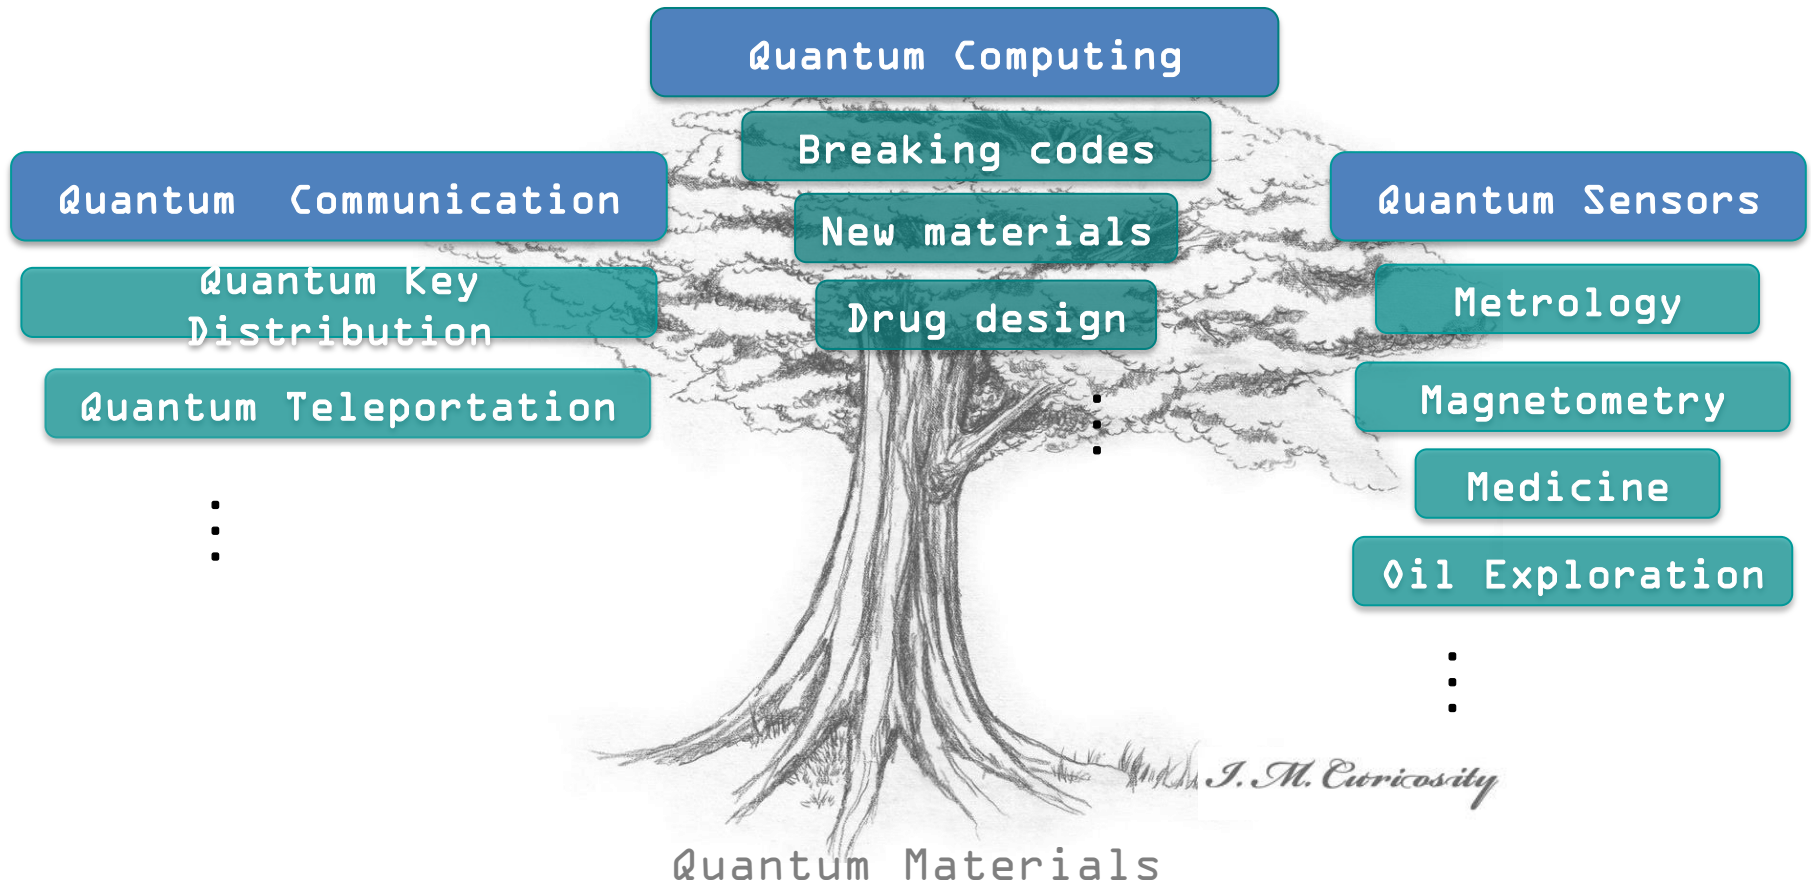 Quantum Computing
Breaking codes
New materials
Drug design
Quantum Communication
Quantum Key
Distribution
Quantum Teleportation
Quantum Sensors
Metrology
Magnetometry
Medicine
Oil Exploration
I. M. Curiosity
Quantum Materials